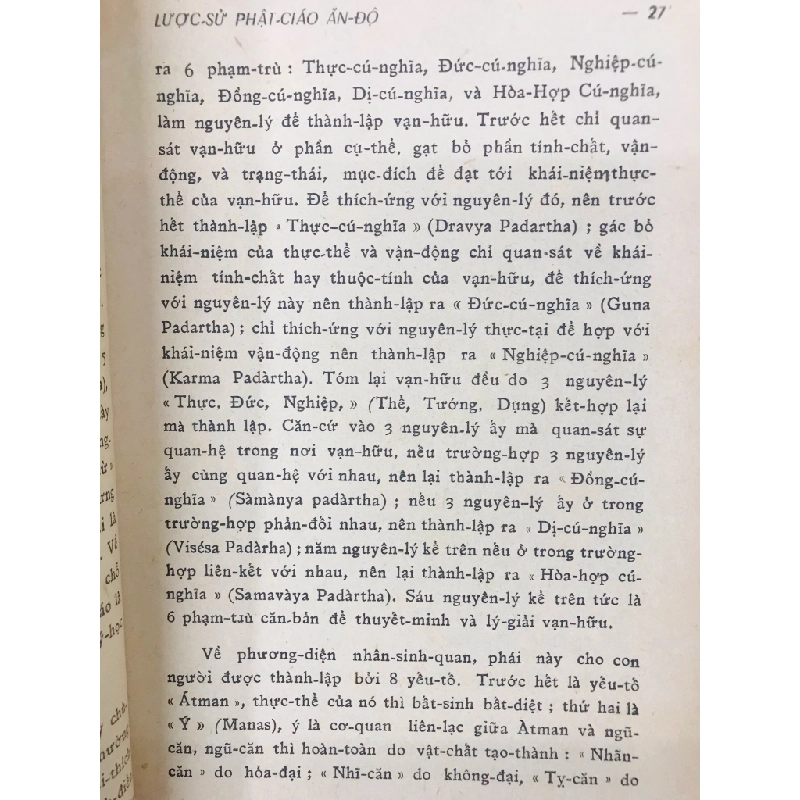 LƯỢC-SỬ PHẬT-GIÁO ẤN-ĐỘ — 27
ra 6 phạm-trù : Thực-cú-nghĩa, Đức-cú-nghĩa, Nghiệp-cú-
nghĩa, Đồng-cú-nghĩa, Dị-cú-nghĩa, và Hòa-Hợp Cú-nghĩa,
làm nguyên-lý để thành-lập vạn-hữu. Trước hết chỉ quan-
sát vạn-hữu ở phần cụ-thể, gạt bỏ phần tính-chất, vận-
động, và trạng-thái, mục-đích để đạt tới khái-niệm thực-
thể của vạn-hữu. Để thích-ứng với nguyên-lý đó, nên trước
hết thành-lập « Thực-cú-nghĩa » (Dravya Padartha) ; gác bỏ
khái-niệm của thực-thể và vận-động chỉ quan-sát về khái-
niệm tính-chất hay thuộc-tính của vạn-hữu, để thích-ứng
với nguyên-lý này nên thành-lập ra « Đức-cú-nghĩa » (Guna
Padartha) ; chỉ thích-ứng với nguyên-lý thực-tại để hợp với
khái-niệm vận-động nên thành-lập ra « Nghiệp-cú-nghĩa »
(Karma Padàrtha). Tóm lại vạn-hữu đều do 3 nguyên-lý
« Thực, Đức, Nghiệp, » (Thể, Tướng, Dụng) kết-hợp lại
mà thành lập. Căn-cứ vào 3 nguyên-lý ấy mà quan-sát sự
quan-hệ trong nơi vạn-hữu, nếu trường-hợp 3 nguyên-lý
ấy cùng quan-hệ với nhau, nên lại thành-lập ra « Đồng-cú-
nghĩa » (Sàmànya padàrtha) ; nếu 3 nguyên-lý ấy ở trong
trường-hợp phản-đối nhau, nên thành-lập ra « Dị-cú-nghĩa »
(Visésa Padàrha) ; năm nguyên-lý kể trên nếu ở trong trường-
hợp liên-kết với nhau, nên lại thành-lập ra « Hòa-hợp cú-
nghĩa » (Samavàya Padàrtha). Sáu nguyên-lý kể trên tức là
6 phạm-trù căn-bản để thuyết-minh và lý-giải vạn-hữu.
Về phương-diện nhân-sinh-quan, phái này cho con
người được thành-lập bởi 8 yếu-tố. Trước hết là yếu-tố
« Átman », thực-thể của nó thì bất-sinh bất-diệt ; thứ hai là
« Ý » (Manas), ý là cơ-quan liên-lạc giữa Àtman và ngũ-
căn, ngũ-căn thì hoàn-toàn do vật-chất tạo-thành : « Nhãn-
căn » do hỏa-đại ; « Nhĩ-căn » do không-đại, « Tỵ-căn » do